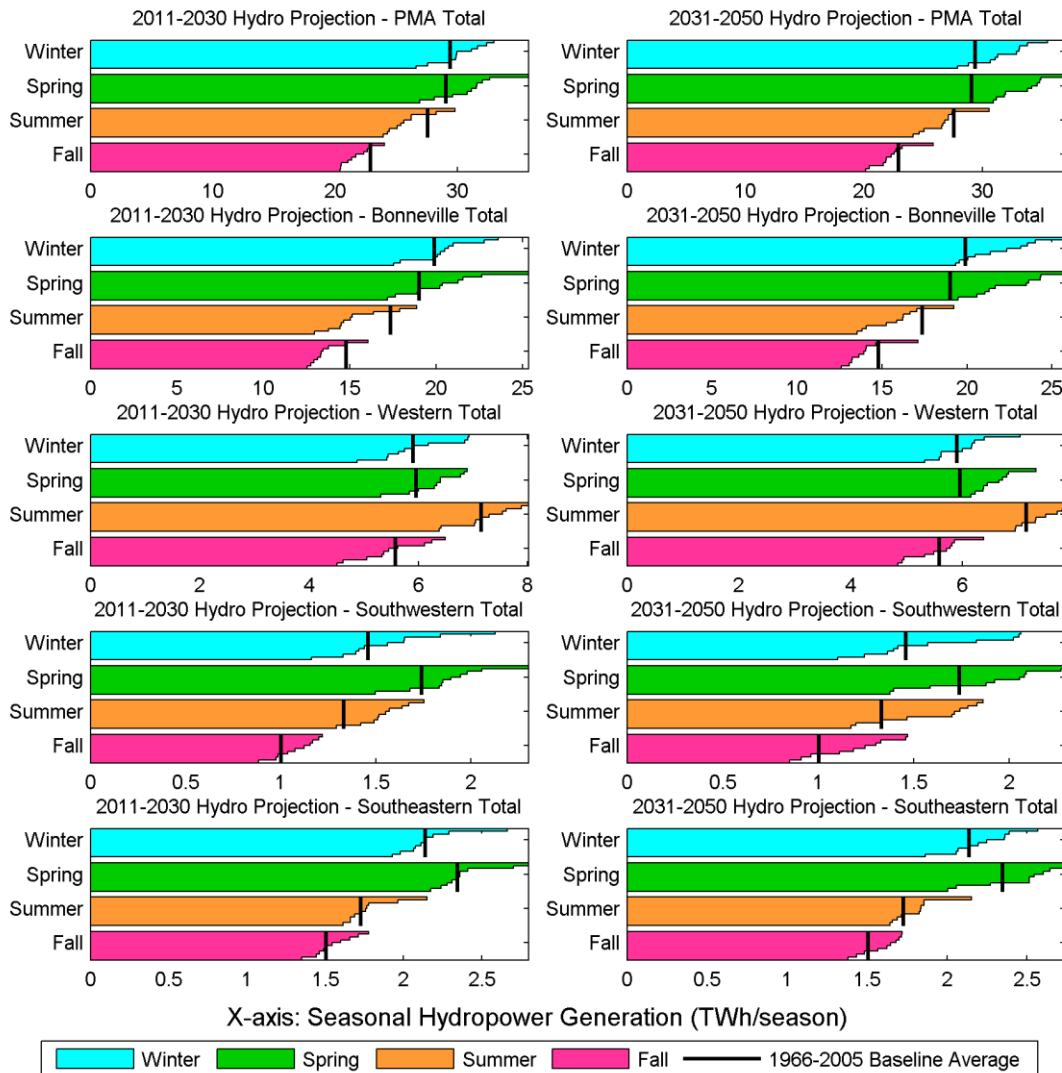 2011-2030 Hydro Projection - PMA Total
Winter
Spring
Summer
Fall
0 10 20 30
2031-2050 Hydro Projection - PMA Total
Winter
Spring
Summer
Fall
0 10 20 30
2011-2030 Hydro Projection - Bonneville Total
Winter
Spring
Summer
Fall
0 5 10 15 20 25
2031-2050 Hydro Projection - Bonneville Total
Winter
Spring
Summer
Fall
0 5 10 15 20 25
2011-2030 Hydro Projection - Western Total
Winter
Spring
Summer
Fall
0 2 4 6 8
2031-2050 Hydro Projection - Western Total
Winter
Spring
Summer
Fall
0 2 4 6
2011-2030 Hydro Projection - Southwestern Total
Winter
Spring
Summer
Fall
0 0.5 1 1.5 2
2031-2050 Hydro Projection - Southwestern Total
Winter
Spring
Summer
Fall
0 0.5 1 1.5 2
2011-2030 Hydro Projection - Southeastern Total
Winter
Spring
Summer
Fall
0 0.5 1 1.5 2 2.5
2031-2050 Hydro Projection - Southeastern Total
Winter
Spring
Summer
Fall
0 0.5 1 1.5 2 2.5
X-axis: Seasonal Hydropower Generation (TWh/season)
Winter Spring Summer Fall 1966-2005 Baseline Average